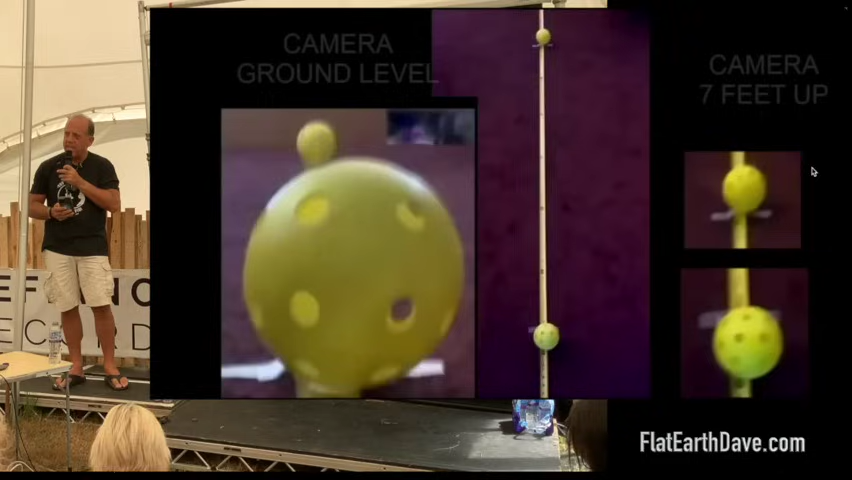 CAMERA
GROUND LEVEL
CAMERA
7 FEET UP
FlatEarthDave.com